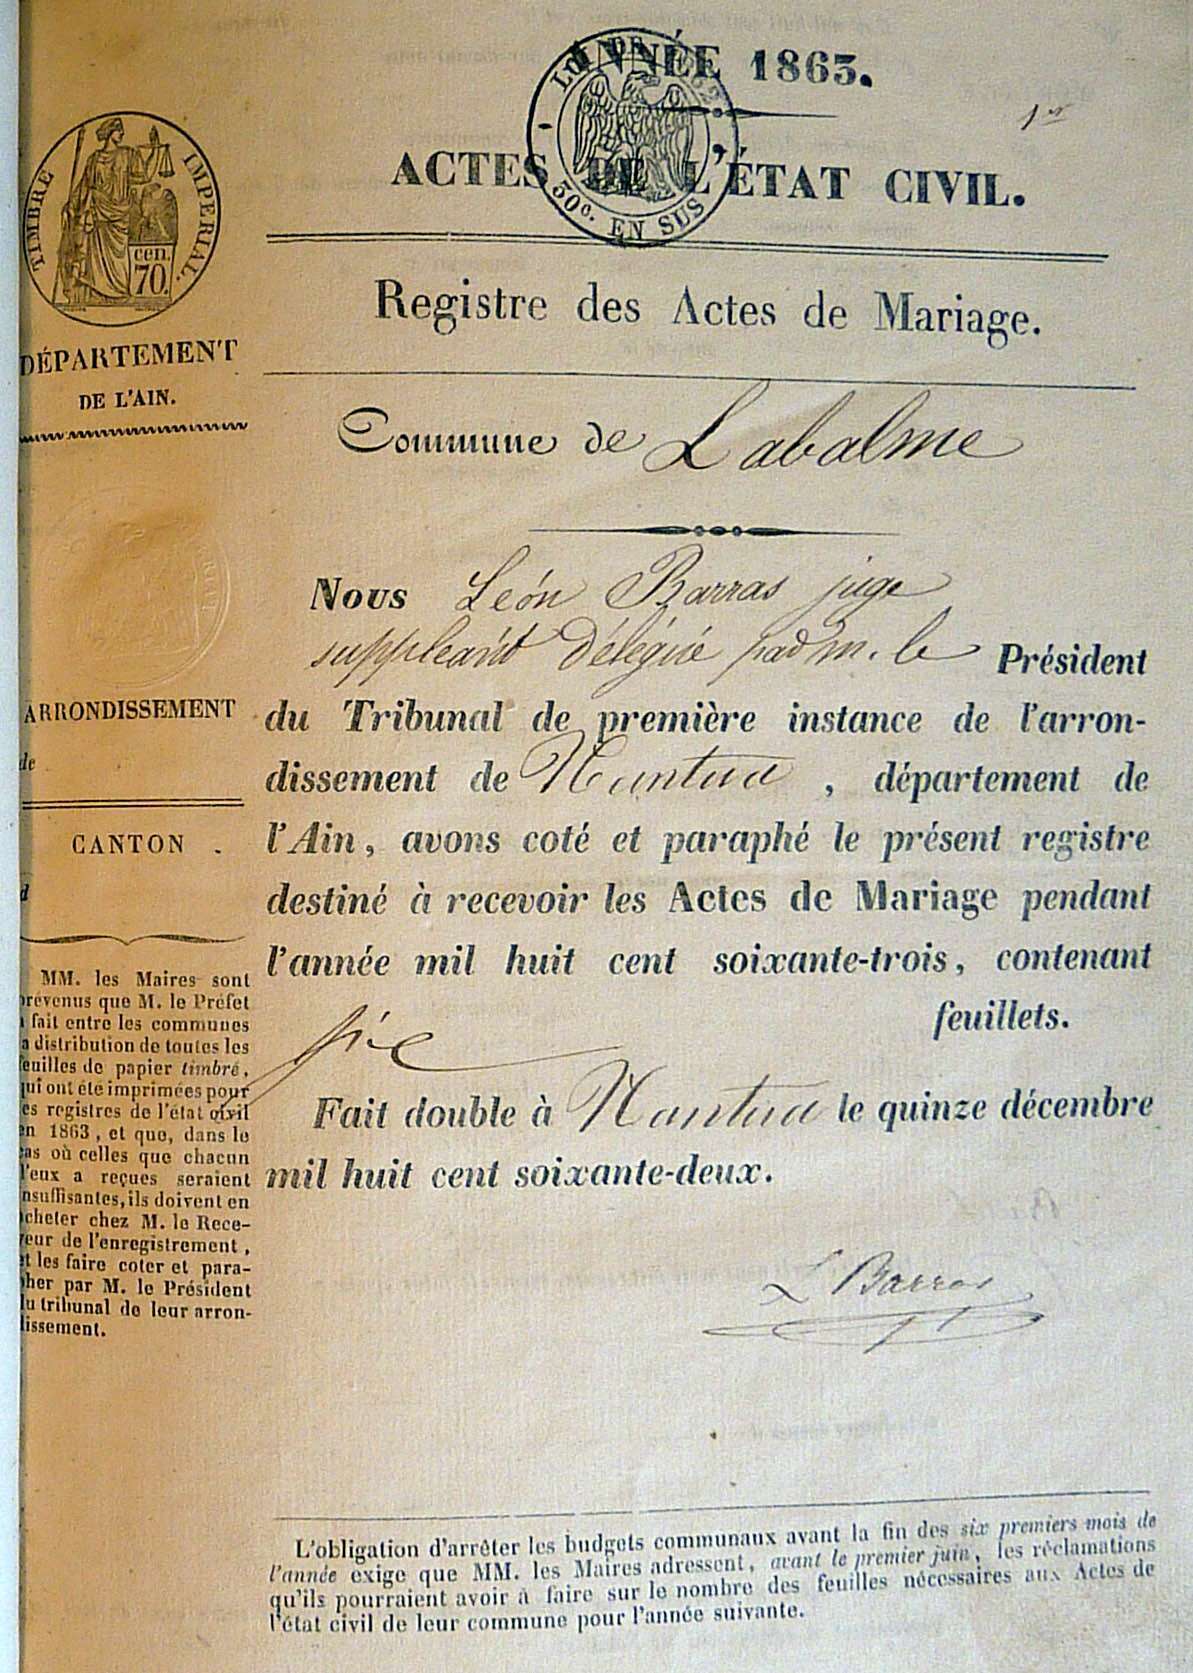 ANNÉE 1863.
LOI DE 1862
50c. EN SUS
1er
ACTES DE L'ÉTAT CIVIL.
TIMBRE IMPERIAL.
cen.
70.
Registre des Actes de Mariage.
DÉPARTEMENT
DE L'AIN.
Commune de Labalme
Nous Léon Barras juge
suppléant délégué par m. le Président
du Tribunal de première instance de l'arron-
dissement de Nantua, département de
l'Ain, avons coté et paraphé le présent registre
destiné à recevoir les Actes de Mariage pendant
l'année mil huit cent soixante-trois, contenant
six feuillets.
Fait double à Nantua le quinze décembre
mil huit cent soixante-deux.
L Barras
ARRONDISSEMENT
de
CANTON
d
MM. les Maires sont
prévenus que M. le Préfet
a fait entre les communes
la distribution de toutes les
feuilles de papier timbré,
qui ont été imprimées pour
les registres de l'état civil
en 1863, et que, dans le
cas où celles que chacun
d'eux a reçues seraient
insuffisantes, ils doivent en
acheter chez M. le Rece-
veur de l'enregistrement,
et les faire coter et para-
pher par M. le Président
du tribunal de leur arron-
dissement.
L'obligation d'arrêter les budgets communaux avant la fin des six premiers mois de
l'année exige que MM. les Maires adressent, avant le premier juin, les réclamations
qu'ils pourraient avoir à faire sur le nombre des feuilles nécessaires aux Actes de
l'état civil de leur commune pour l'année suivante.